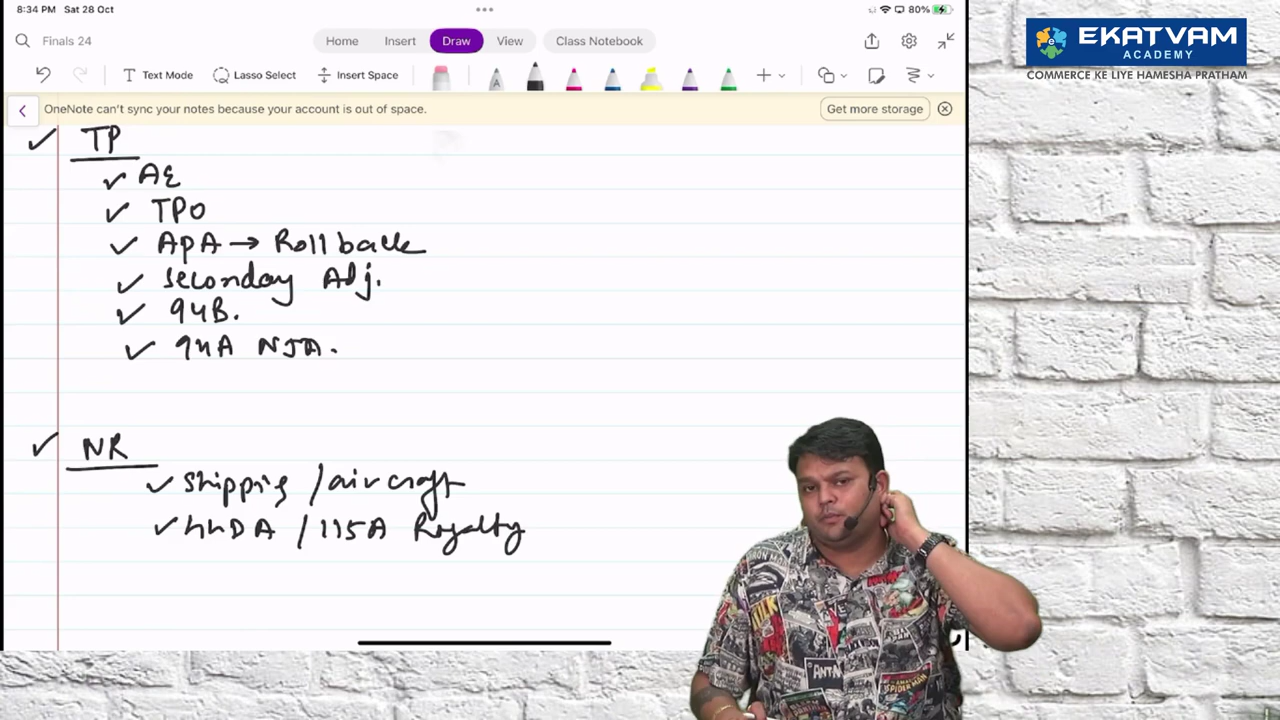 8:34 PM Sat 28 Oct
80%
Finals 24
Home Insert Draw View Class Notebook
Text Mode Lasso Select Insert Space
OneNote can't sync your notes because your account is out of space. Get more storage
EKATVAM
ACADEMY
COMMERCE KE LIYE HAMESHA PRATHAM
TP
AE
TPO
APA → Roll back
Seconday Adj.
94B.
94A NJA.
NR
Shipping / aircraft
44DA / 115A Royalty